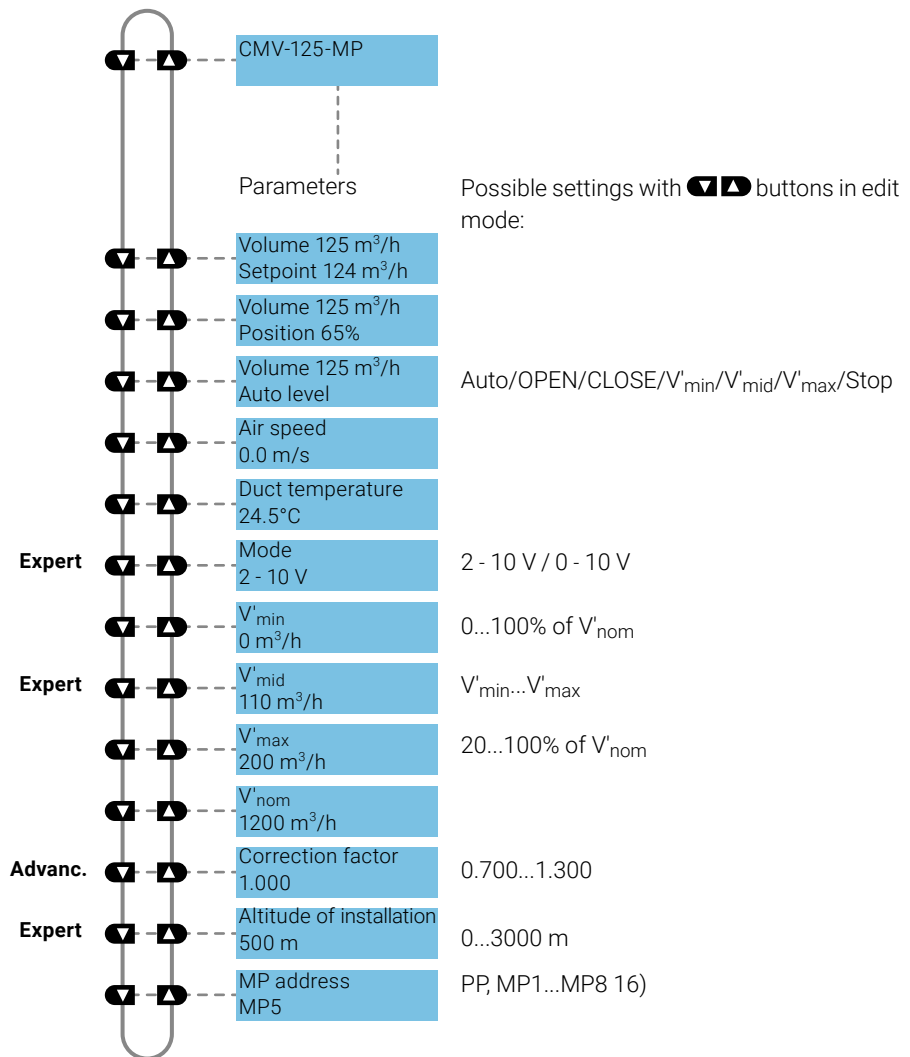 CMV-125-MP
Parameters
Possible settings with ▼ ▲ buttons in edit
mode:
Volume 125 m³/h
Setpoint 124 m³/h
Volume 125 m³/h
Position 65%
Volume 125 m³/h
Auto level
Auto/OPEN/CLOSE/V'min/V'mid/V'max/Stop
Air speed
0.0 m/s
Duct temperature
24.5°C
Expert
Mode
2 - 10 V
2 - 10 V / 0 - 10 V
V'min
0 m³/h
0...100% of V'nom
Expert
V'mid
110 m³/h
V'min...V'max
V'max
200 m³/h
20...100% of V'nom
V'nom
1200 m³/h
Advanc.
Correction factor
1.000
0.700...1.300
Expert
Altitude of installation
500 m
0...3000 m
MP address
MP5
PP, MP1...MP8 16)